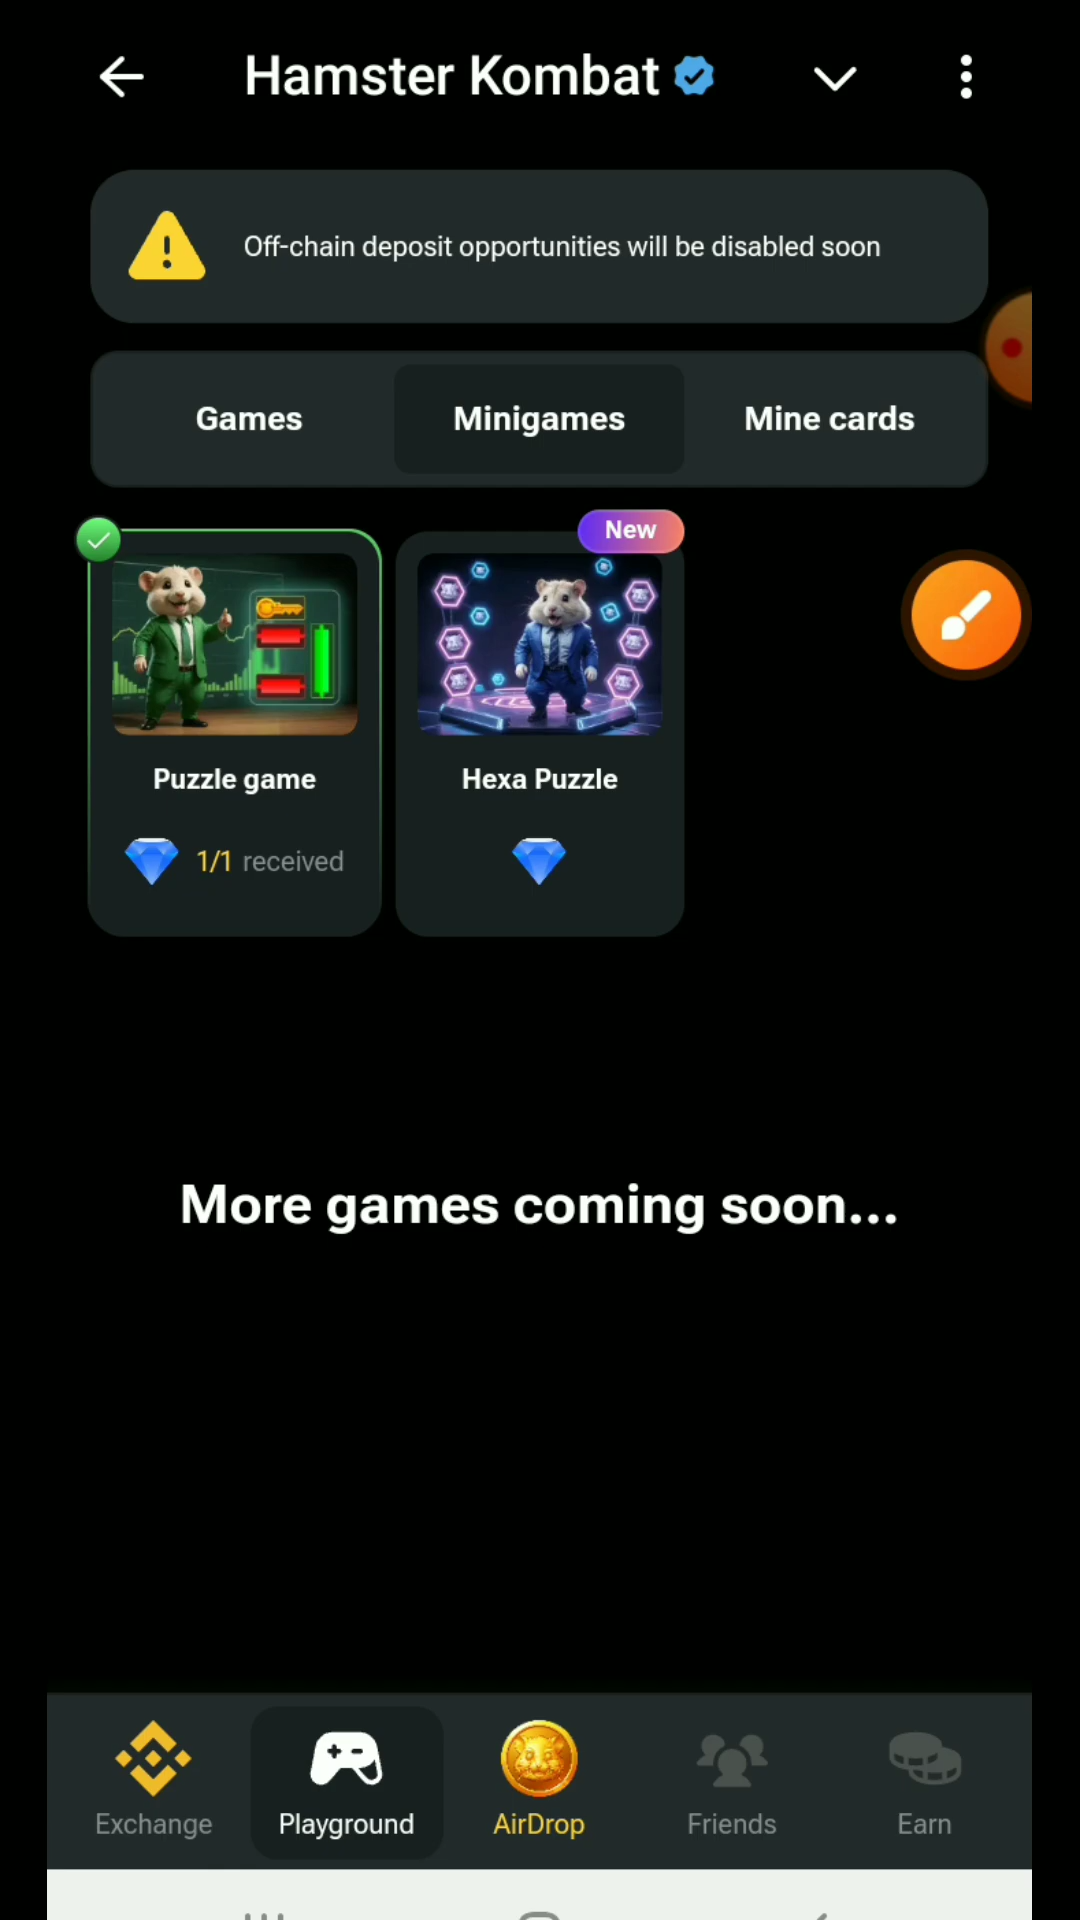 Hamster Kombat
Off-chain deposit opportunities will be disabled soon
Games
Minigames
Mine cards
New
Puzzle game
Hexa Puzzle
1/1 received
More games coming soon...
Exchange
Playground
AirDrop
Friends
Earn